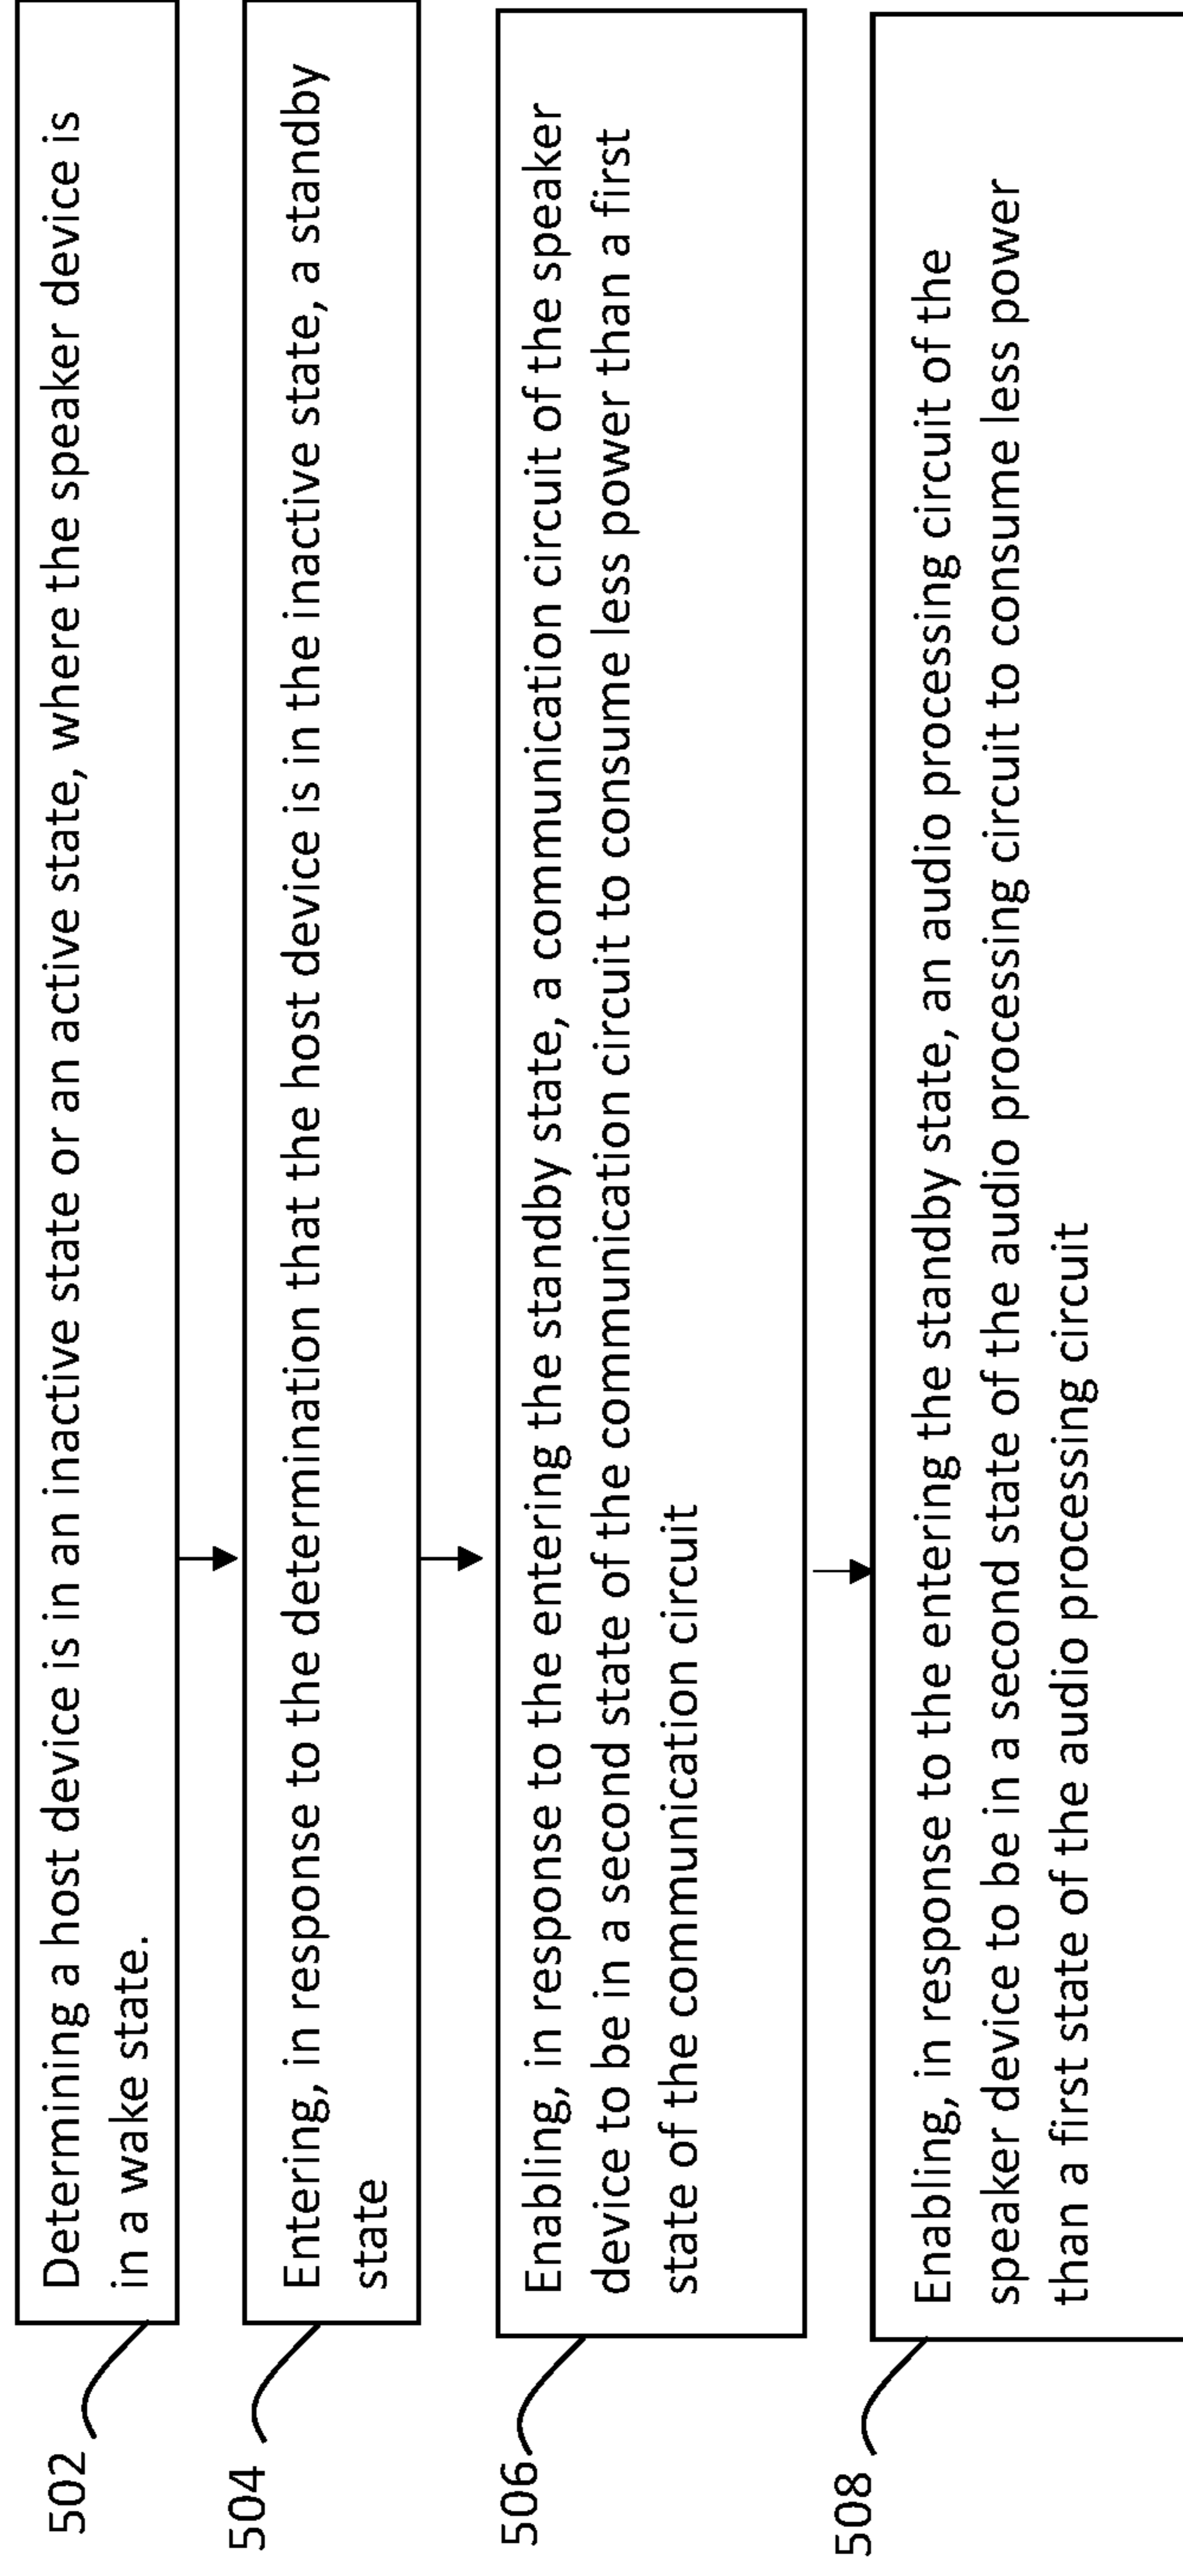 502
Determining a host device is in an inactive state or an active state, where the speaker device is
in a wake state.
504
Entering, in response to the determination that the host device is in the inactive state, a standby
state
506
Enabling, in response to the entering the standby state, a communication circuit of the speaker
device to be in a second state of the communication circuit to consume less power than a first
state of the communication circuit
508
Enabling, in response to the entering the standby state, an audio processing circuit of the
speaker device to be in a second state of the audio processing circuit to consume less power
than a first state of the audio processing circuit